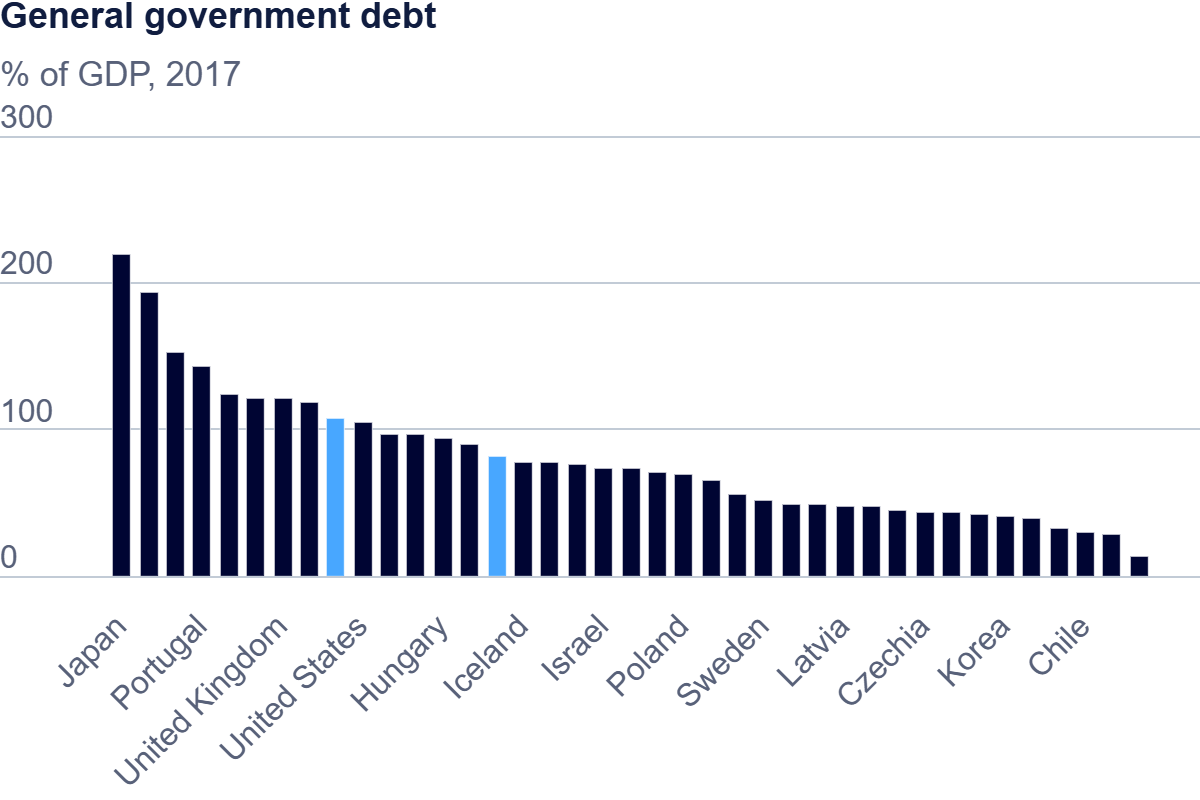 General government debt
% of GDP, 2017
300
200
100
0
Japan
Portugal
United Kingdom
United States
Hungary
Iceland
Israel
Poland
Sweden
Latvia
Czechia
Korea
Chile